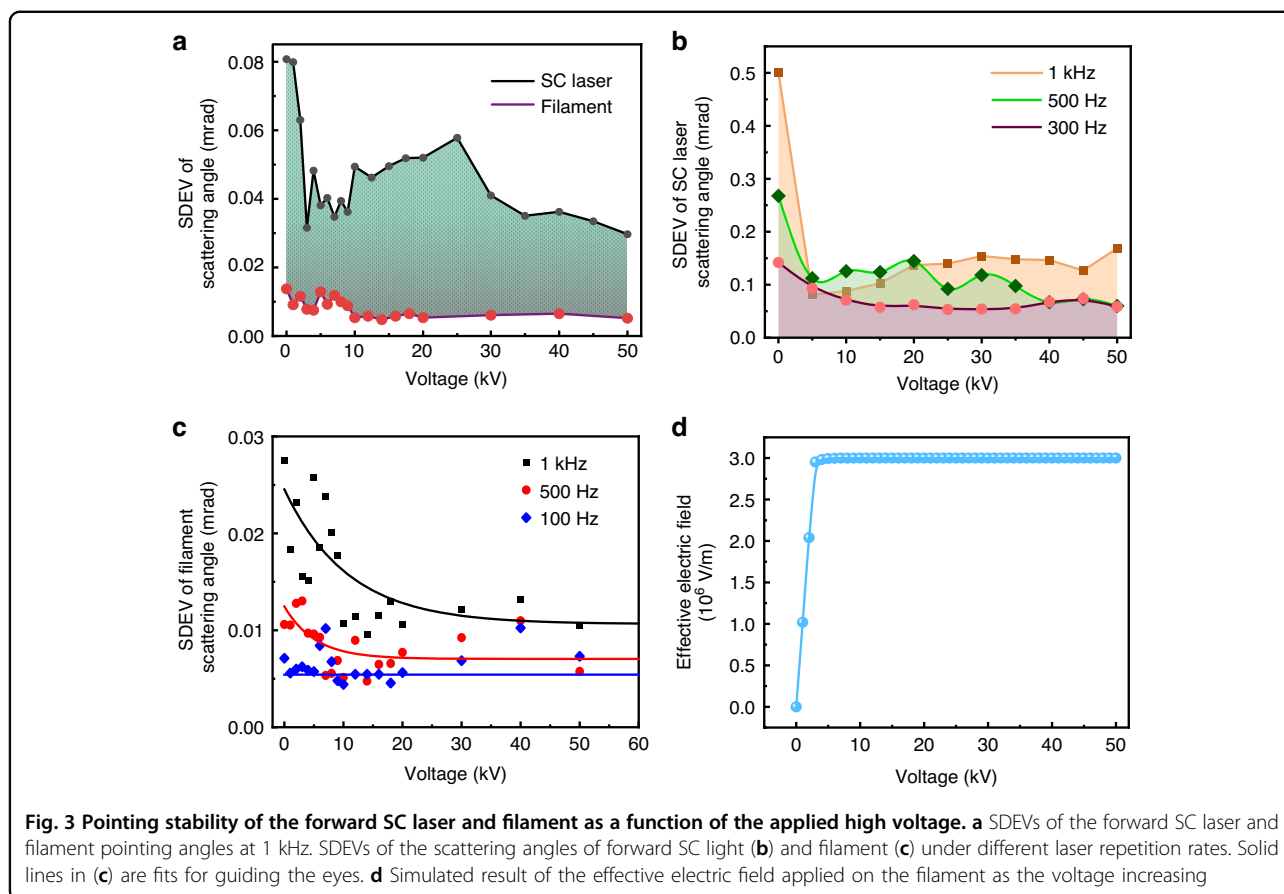 a
SDEV of
scattering angle (mrad)
0.08
0.06
0.04
0.02
0.00
SC laser
Filament
0 10 20 30 40 50
Voltage (kV)
b
SDEV of SC laser
scattering angle (mrad)
0.5
0.4
0.3
0.2
0.1
0.0
1 kHz
500 Hz
300 Hz
0 10 20 30 40 50
Voltage (kV)
c
SDEV of filament
scattering angle (mrad)
0.03
0.02
0.01
0.00
1 kHz
500 Hz
100 Hz
0 10 20 30 40 50 60
Voltage (kV)
d
Effective electric field
(10⁶ V/m)
3.0
2.5
2.0
1.5
1.0
0.0
0 10 20 30 40 50
Voltage (kV)
Fig. 3 Pointing stability of the forward SC laser and filament as a function of the applied high voltage. a SDEVs of the forward SC laser and
filament pointing angles at 1 kHz. SDEVs of the scattering angles of forward SC light (b) and filament (c) under different laser repetition rates. Solid
lines in (c) are fits for guiding the eyes. d Simulated result of the effective electric field applied on the filament as the voltage increasing